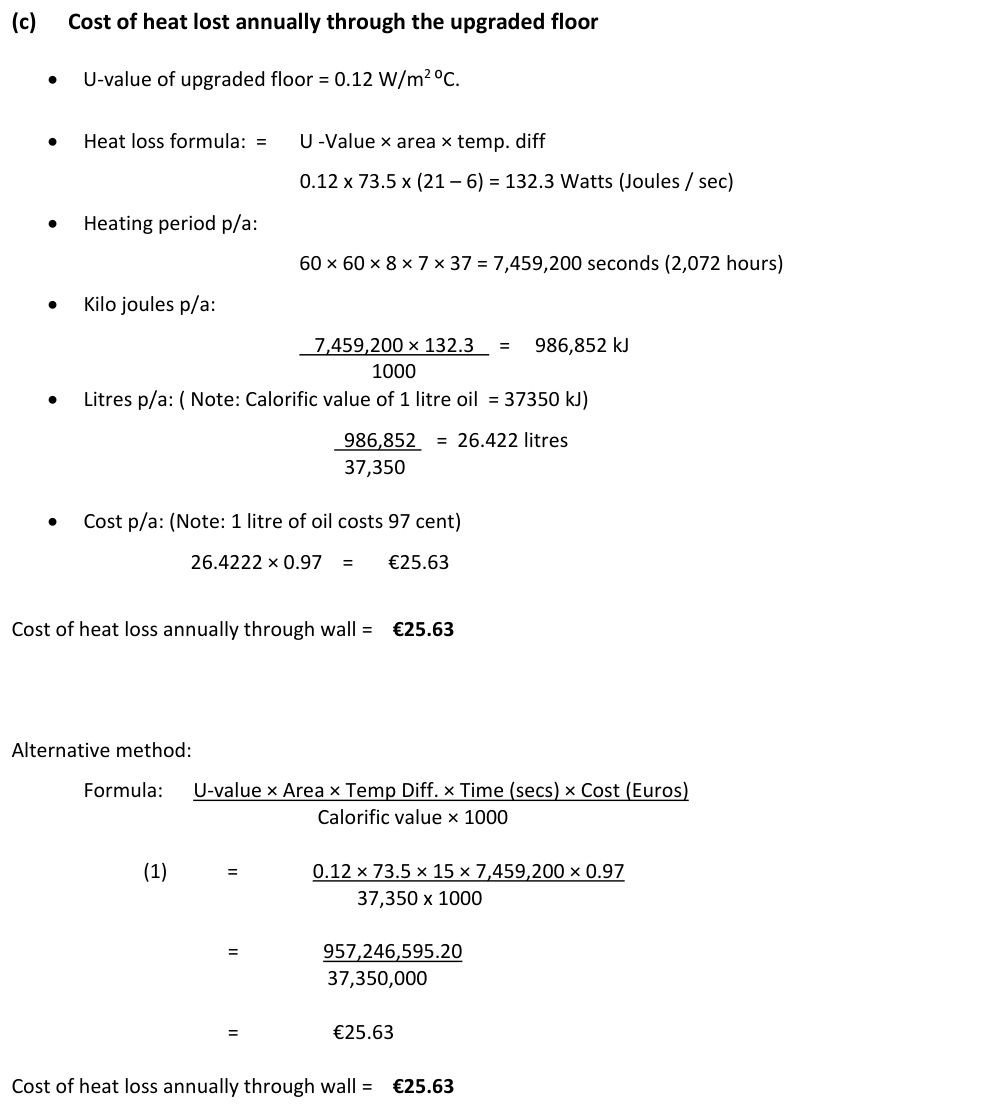 (c) Cost of heat lost annually through the upgraded floor
• U-value of upgraded floor = 0.12 W/m² ⁰C.
• Heat loss formula: = U -Value × area × temp. diff
0.12 x 73.5 x (21 – 6) = 132.3 Watts (Joules / sec)
• Heating period p/a:
60 × 60 × 8 × 7 × 37 = 7,459,200 seconds (2,072 hours)
• Kilo joules p/a:
7,459,200 × 132.3 = 986,852 kJ
1000
• Litres p/a: ( Note: Calorific value of 1 litre oil = 37350 kJ)
986,852 = 26.422 litres
37,350
• Cost p/a: (Note: 1 litre of oil costs 97 cent)
26.4222 × 0.97 = €25.63
Cost of heat loss annually through wall = €25.63
Alternative method:
Formula: U-value × Area × Temp Diff. × Time (secs) × Cost (Euros)
Calorific value × 1000
(1) = 0.12 × 73.5 × 15 × 7,459,200 × 0.97
37,350 x 1000
= 957,246,595.20
37,350,000
= €25.63
Cost of heat loss annually through wall = €25.63